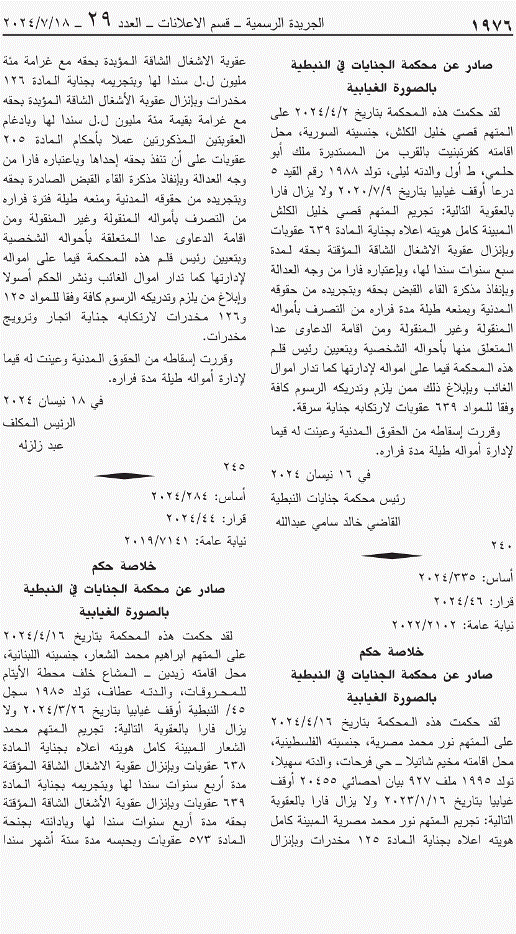 ١٩٧٦
الجريدة الرسمية ــ قسم الاعلانات ــ العدد ٢٩ ــ ٢٠٢٤/٧/١٨
صادر عن محكمة الجنايات في النبطية
بالصورة الغيابية
لقد حكمت هذه المحكمة بتاريخ ٢٠٢٤/٤/٢ على
المتهم قصي خليل الكلش، جنسيته السورية، محل
اقامته كفرتبنيت بالقرب من المستديرة ملك أبو
حلمي، ط أول والدته ليلى، تولد ١٩٨٨ رقم القيد ٥
درعا أوقف غيابيا بتاريخ ٢٠٢٠/٧/٩ ولا يزال فارا
بالعقوبة التالية: تجريم المتهم قصي خليل الكلش
المبينة كامل هويته اعلاه بجناية المادة ٦٣٩ عقوبات
وبإنزال عقوبة الاشغال الشاقة المؤقتة بحقه لمدة
سبع سنوات سندا لها، وبإعتباره فارا من وجه العدالة
وبإنفاذ مذكرة القاء القبض بحقه وبتجريده من حقوقه
المدنية وبمنعه طيلة مدة فراره من التصرف بأمواله
المنقولة وغير المنقولة ومن اقامة الدعاوى عدا
المتعلق منها بأحواله الشخصية وبتعيين رئيس قلم
هذه المحكمة قيما على امواله لإدارتها كما تدار اموال
الغائب وبإبلاغ ذلك ممن يلزم وتدريكه الرسوم كافة
وفقا للمواد ٦٣٩ عقوبات لارتكابه جناية سرقة.
وقررت إسقاطه من الحقوق المدنية وعينت له قيما
لإدارة أمواله طيلة مدة فراره.
في ١٦ نيسان ٢٠٢٤
رئيس محكمة جنايات النبطية
القاضي خالد سامي عبدالله
٢٤٠
أساس: ٢٠٢٤/٣٣٥
قرار: ٢٠٢٤/٤٦
نيابة عامة: ٢٠٢٢/٢١٠٢
خلاصة حكم
صادر عن محكمة الجنايات في النبطية
بالصورة الغيابية
لقد حكمت هذه المحكمة بتاريخ ٢٠٢٤/٤/١٦
على المتهم نور محمد مصرية، جنسيته الفلسطينية،
محل اقامته مخيم شاتيلا ــ حي فرحات، والدته سهيلا،
تولد ١٩٩٥ ملف ٩٢٧ بيان احصائي ٢٠٤٥٥ أوقف
غيابيا بتاريخ ٢٠٢٣/١/١٦ ولا يزال فارا بالعقوبة
التالية: تجريم المتهم نور محمد مصرية المبينة كامل
هويته اعلاه بجناية المادة ١٢٥ مخدرات وبإنزال
عقوبة الاشغال الشاقة المؤبدة بحقه مع غرامة مئة
مليون ل.ل سندا لها وبتجريمه بجناية المادة ١٢٦
مخدرات وبإنزال عقوبة الأشغال الشاقة المؤبدة بحقه
مع غرامة بقيمة مئة مليون ل.ل سندا لها وبإدغام
العقوبتين المذكورتين عملا بأحكام المادة ٢٠٥
عقوبات على أن تنفذ بحقه إحداها وباعتباره فارا من
وجه العدالة وبإنفاذ مذكرة القاء القبض الصادرة بحقه
وبتجريده من حقوقه المدنية ومنعه طيلة فترة فراره
من التصرف بأمواله المنقولة وغير المنقولة ومن
اقامة الدعاوى عدا المتعلقة بأحواله الشخصية
وبتعيين رئيس قلم هذه المحكمة قيما على امواله
لإدارتها كما تدار اموال الغائب ونشر الحكم أصولا
وإبلاغ من يلزم وتدريكه الرسوم كافة وفقا للمواد ١٢٥
و١٢٦ مخدرات لارتكابه جناية اتجار وترويج
مخدرات.
وقررت إسقاطه من الحقوق المدنية وعينت له قيما
لإدارة أمواله طيلة مدة فراره.
في ١٨ نيسان ٢٠٢٤
الرئيس المكلف
عبد زلزله
٢٤٥
أساس: ٢٠٢٤/٢٨٤
قرار: ٢٠٢٤/٤٤
نيابة عامة: ٢٠١٩/٧١٤١
خلاصة حكم
صادر عن محكمة الجنايات في النبطية
بالصورة الغيابية
لقد حكمت هذه المحكمة بتاريخ ٢٠٢٤/٤/١٦
على المتهم ابراهيم محمد الشعار، جنسيته اللبنانية،
محل اقامته زبدين ــ المشاع خلف محطة الأيتام
للمحروقات، والدته عطاف، تولد ١٩٨٥ سجل
٤٥/ النبطية أوقف غيابيا بتاريخ ٢٠٢٤/٣/٢٦ ولا
يزال فارا بالعقوبة التالية: تجريم المتهم محمد
الشعار المبينة كامل هويته اعلاه بجناية المادة
٦٣٨ عقوبات وبإنزال عقوبة الاشغال الشاقة المؤقتة
مدة أربع سنوات سندا لها وبتجريمه بجناية المادة
٦٣٩ عقوبات وبإنزال عقوبة الأشغال الشاقة المؤقتة
بحقه مدة أربع سنوات سندا لها وبادانته بجنحة
المادة ٥٧٣ عقوبات وبحبسه مدة ستة أشهر سندا